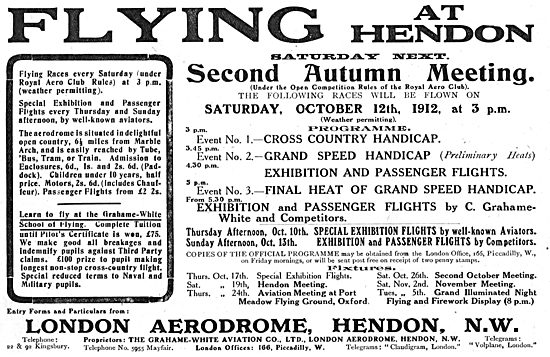 FLYING AT HENDON
SATURDAY NEXT.
Second Autumn Meeting.
(Under the Open Competition Rules of the Royal Aero Club).
THE FOLLOWING RACES WILL BE FLOWN ON
SATURDAY, OCTOBER 12th, 1912, at 3 p.m.
(Weather permitting).
PROGRAMME.
3 p.m.
Event No. 1.—CROSS COUNTRY HANDICAP.
3.45 p.m.
Event No. 2.—GRAND SPEED HANDICAP (Preliminary Heats)
4.30 p.m.
EXHIBITION AND PASSENGER FLIGHTS.
5 p.m.
Event No. 3.—FINAL HEAT OF GRAND SPEED HANDICAP.
From 5.30 p.m.
EXHIBITION and PASSENGER FLIGHTS by C. Grahame-
White and Competitors.
Thursday Afternoon, Oct. 10th. SPECIAL EXHIBITION FLIGHTS by well-known Aviators.
Sunday Afternoon, Oct. 13th. EXHIBITION and PASSENGER FLIGHTS by Competitors.
COPIES OF THE OFFICIAL PROGRAMME may be obtained from the London Office, 166, Piccadilly, W.,
on Friday mornings, or will be sent post free on receipt of two penny stamps.
Fixtures.
Thurs. Oct. 17th. Special Exhibition Flights. Sat. Oct. 26th. Second October Meeting.
Sat. „ 19th, Hendon Meeting. Sat. Nov. 2nd. November Meeting.
Thurs. „ 24th, Aviation Meeting at Port Tues. „ 5th. Grand Illuminated Night
Meadow Flying Ground, Oxford. Flying and Firework Display (8 p.m.)
Flying Races every Saturday (under
Royal Aero Club Rules) at 3 p.m.
(weather permitting).
Special Exhibition and Passenger
Flights every Thursday and Sunday
afternoon, by well-known aviators.
The aerodrome is situated in delightful
open country, 6½ miles from Marble
Arch, and is easily reached by Tube,
'Bus, Tram, or Train. Admission to
Enclosures, 6d., 1s. and 2s. 6d. (Pad-
dock). Children under 10 years, half
price. Motors, 2s. 6d. (includes Chauf-
feur). Passenger Flights from £2 2s.
Learn to fly at the Grahame-White
School of Flying. Complete Tuition
until Pilot's Certificate is won, £75.
We make good all breakages and
indemnify pupils against Third Party
claims. £100 prize to pupil making
longest non-stop cross-country flight.
Special reduced terms to Naval and
Military pupils.
Entry Forms and Particulars from:
LONDON AERODROME, HENDON, N.W.
Telephone: Proprietors: THE GRAHAME-WHITE AVIATION CO., LTD., LONDON AERODROME, HENDON, N.W. Telegrams:
22 & 92 Kingsbury. Telephone No. 5955 Mayfair. London Offices: 166, Piccadilly, W. Telegrams: "Claudigram, London." "Volplane, London."